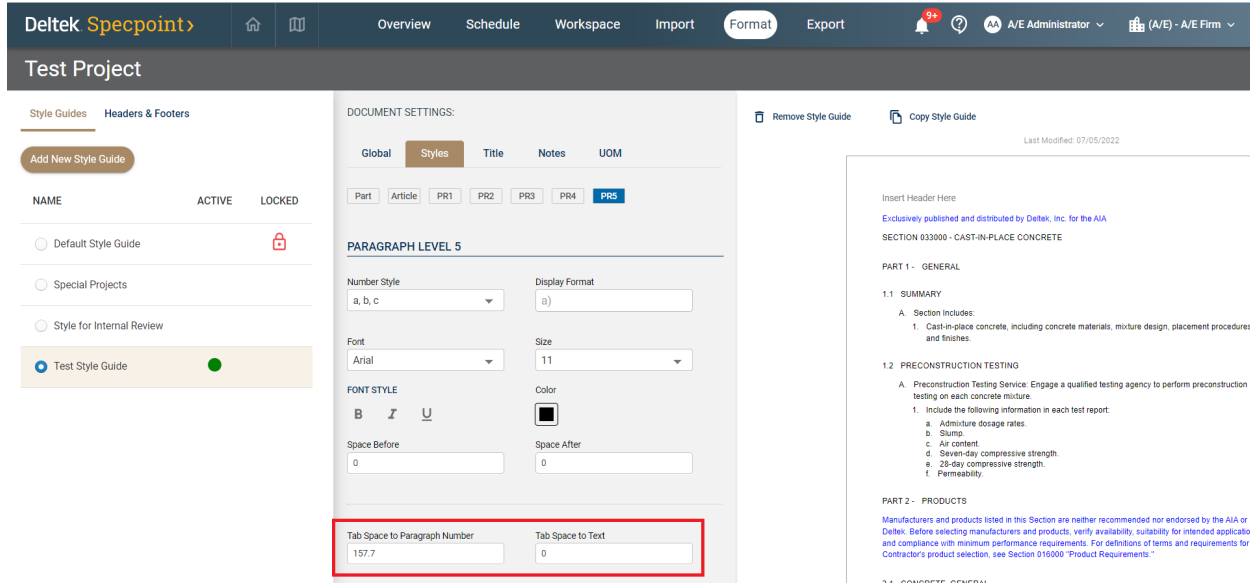 Deltek Specpoint
Overview
Schedule
Workspace
Import
Format
Export
9+
AA A/E Administrator
(A/E) - A/E Firm
Test Project
Style Guides
Headers & Footers
Add New Style Guide
NAME ACTIVE LOCKED
Default Style Guide
Special Projects
Style for Internal Review
Test Style Guide
DOCUMENT SETTINGS:
Global Styles Title Notes UOM
Part Article PR1 PR2 PR3 PR4 PR5
PARAGRAPH LEVEL 5
Number Style Display Format
a, b, c a)
Font Size
Arial 11
FONT STYLE Color
B I U
Space Before Space After
0 0
Tab Space to Paragraph Number Tab Space to Text
157.7 0
Remove Style Guide Copy Style Guide
Last Modified: 07/05/2022
Insert Header Here
Exclusively published and distributed by Deltek, Inc. for the AIA
SECTION 033000 - CAST-IN-PLACE CONCRETE
PART 1 - GENERAL
1.1 SUMMARY
A. Section Includes:
1. Cast-in-place concrete, including concrete materials, mixture design, placement procedures
and finishes.
1.2 PRECONSTRUCTION TESTING
A. Preconstruction Testing Service: Engage a qualified testing agency to perform preconstruction
testing on each concrete mixture.
1. Include the following information in each test report:
a. Admixture dosage rates.
b. Slump.
c. Air content.
d. Seven-day compressive strength.
e. 28-day compressive strength.
f. Permeability.
PART 2 - PRODUCTS
Manufacturers and products listed in this Section are neither recommended nor endorsed by the AIA or
Deltek. Before selecting manufacturers and products, verify availability, suitability for intended applicatio
and compliance with minimum performance requirements. For definitions of terms and requirements for
Contractor's product selection, see Section 016000 "Product Requirements."
2.1 CONCRETE, GENERAL